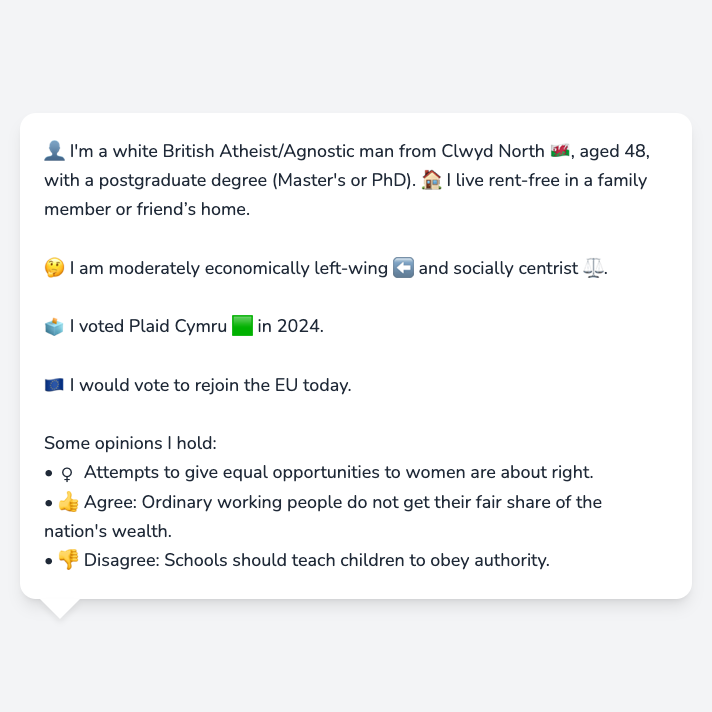 👤 I'm a white British Atheist/Agnostic man from Clwyd North 🏴󠁧󠁢󠁷󠁬󠁳󠁿, aged 48,
with a postgraduate degree (Master's or PhD). 🏠 I live rent-free in a family
member or friend’s home.
🤔 I am moderately economically left-wing ⬅️ and socially centrist ⚖️.
🗳️ I voted Plaid Cymru 🟩 in 2024.
🇪🇺 I would vote to rejoin the EU today.
Some opinions I hold:
• ♀ Attempts to give equal opportunities to women are about right.
• 👍 Agree: Ordinary working people do not get their fair share of the
nation's wealth.
• 👎 Disagree: Schools should teach children to obey authority.